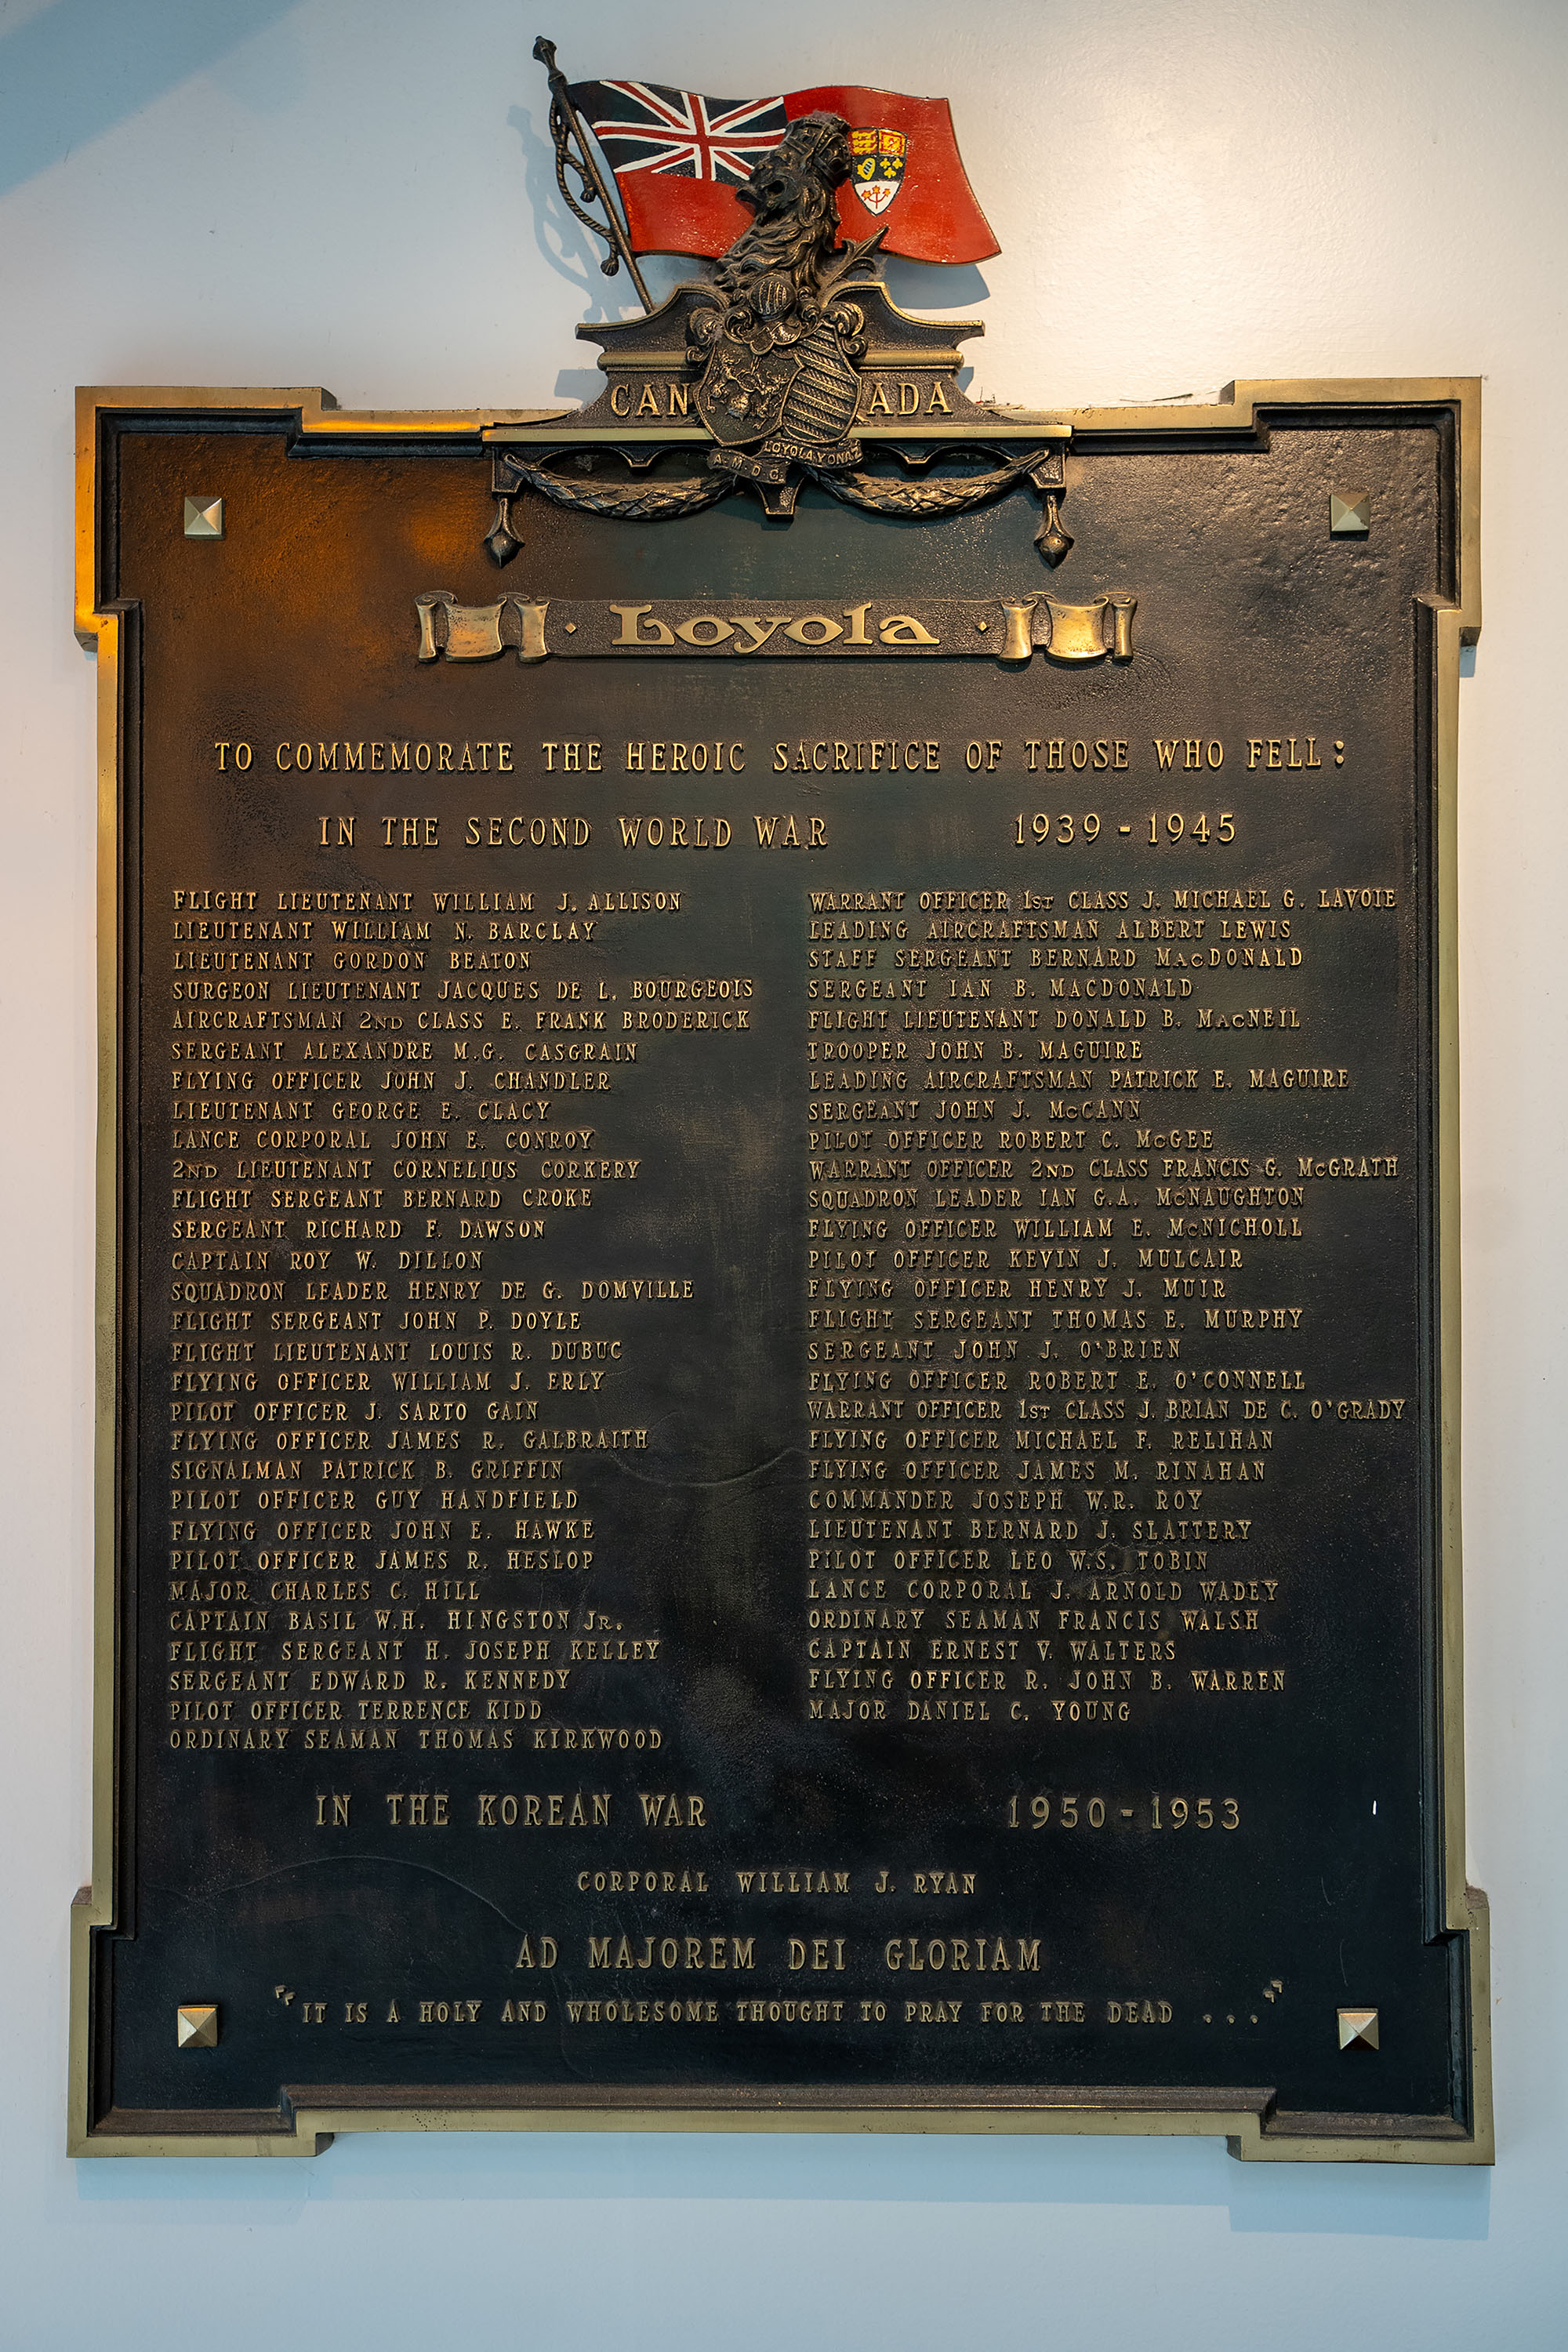 CANADA
A·M·D·G LOYOLA Y ONAZ
· Loyola ·
TO COMMEMORATE THE HEROIC SACRIFICE OF THOSE WHO FELL:
IN THE SECOND WORLD WAR 1939-1945
FLIGHT LIEUTENANT WILLIAM J. ALLISON
LIEUTENANT WILLIAM N. BARCLAY
LIEUTENANT GORDON BEATON
SURGEON LIEUTENANT JACQUES DE L. BOURGEOIS
AIRCRAFTSMAN 2ND CLASS E. FRANK BRODERICK
SERGEANT ALEXANDRE M.G. CASGRAIN
FLYING OFFICER JOHN J. CHANDLER
LIEUTENANT GEORGE E. CLACY
LANCE CORPORAL JOHN E. CONROY
2ND LIEUTENANT CORNELIUS CORKERY
FLIGHT SERGEANT BERNARD CROKE
SERGEANT RICHARD F. DAWSON
CAPTAIN ROY W. DILLON
SQUADRON LEADER HENRY DE G. DOMVILLE
FLIGHT SERGEANT JOHN P. DOYLE
FLIGHT LIEUTENANT LOUIS R. DUBUC
FLYING OFFICER WILLIAM J. ERLY
PILOT OFFICER J. SARTO GAIN
FLYING OFFICER JAMES R. GALBRAITH
SIGNALMAN PATRICK B. GRIFFIN
PILOT OFFICER GUY HANDFIELD
FLYING OFFICER JOHN E. HAWKE
PILOT OFFICER JAMES R. HESLOP
MAJOR CHARLES C. HILL
CAPTAIN BASIL W.H. HINGSTON Jr.
FLIGHT SERGEANT H. JOSEPH KELLEY
SERGEANT EDWARD R. KENNEDY
PILOT OFFICER TERRENCE KIDD
ORDINARY SEAMAN THOMAS KIRKWOOD
WARRANT OFFICER 1ST CLASS J. MICHAEL G. LAVOIE
LEADING AIRCRAFTSMAN ALBERT LEWIS
STAFF SERGEANT BERNARD MacDONALD
SERGEANT IAN B. MACDONALD
FLIGHT LIEUTENANT DONALD B. MacNEIL
TROOPER JOHN B. MAGUIRE
LEADING AIRCRAFTSMAN PATRICK E. MAGUIRE
SERGEANT JOHN J. McCANN
PILOT OFFICER ROBERT C. McGEE
WARRANT OFFICER 2ND CLASS FRANCIS G. McGRATH
SQUADRON LEADER IAN G.A. McNAUGHTON
FLYING OFFICER WILLIAM E. McNICHOLL
PILOT OFFICER KEVIN J. MULCAIR
FLYING OFFICER HENRY J. MUIR
FLIGHT SERGEANT THOMAS E. MURPHY
SERGEANT JOHN J. O'BRIEN
FLYING OFFICER ROBERT E. O'CONNELL
WARRANT OFFICER 1ST CLASS J. BRIAN DE C. O'GRADY
FLYING OFFICER MICHAEL F. RELIHAN
FLYING OFFICER JAMES M. RINAHAN
COMMANDER JOSEPH W.R. ROY
LIEUTENANT BERNARD J. SLATTERY
PILOT OFFICER LEO W.S. TOBIN
LANCE CORPORAL J. ARNOLD WADEY
ORDINARY SEAMAN FRANCIS WALSH
CAPTAIN ERNEST V. WALTERS
FLYING OFFICER R. JOHN B. WARREN
MAJOR DANIEL C. YOUNG
IN THE KOREAN WAR 1950-1953
CORPORAL WILLIAM J. RYAN
AD MAJOREM DEI GLORIAM
"IT IS A HOLY AND WHOLESOME THOUGHT TO PRAY FOR THE DEAD ..."